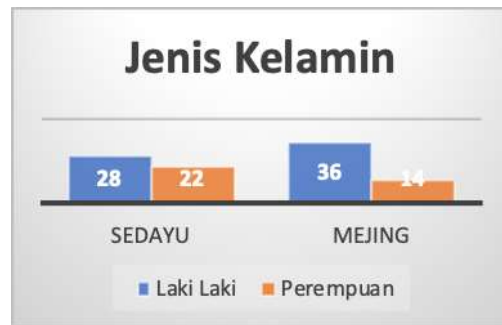 Jenis Kelamin
28 22 36 14
SEDAYU MEJING
Laki Laki Perempuan